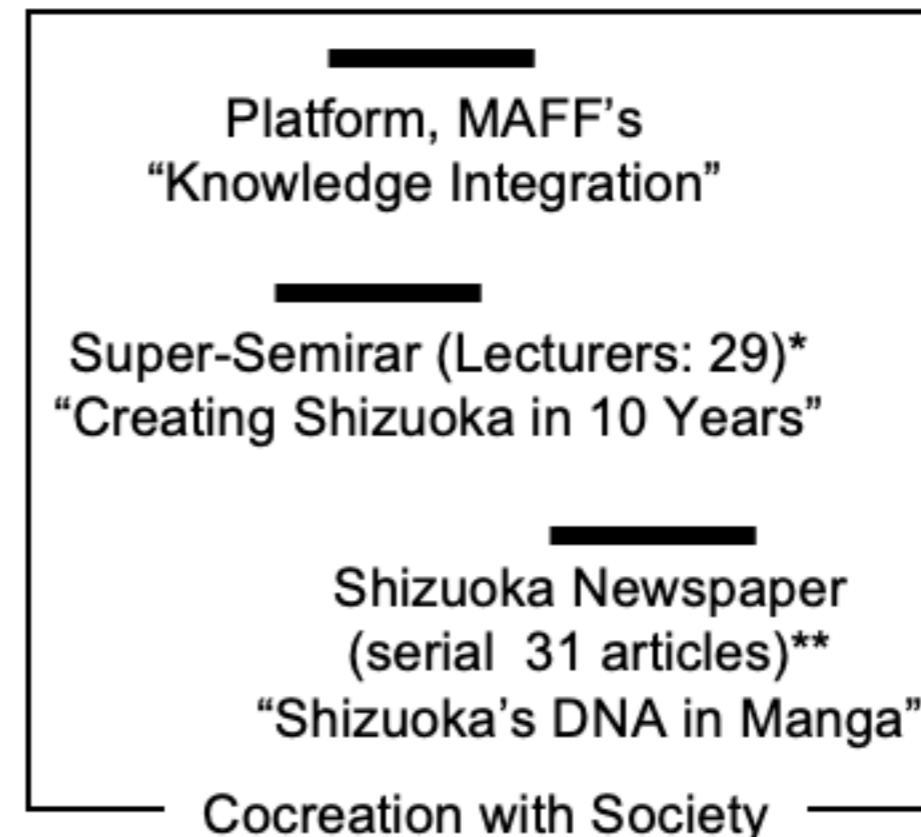 Platform, MAFF’s
“Knowledge Integration”
Super-Semirar (Lecturers: 29)*
“Creating Shizuoka in 10 Years”
Shizuoka Newspaper
(serial 31 articles)**
“Shizuoka’s DNA in Manga”
Cocreation with Society